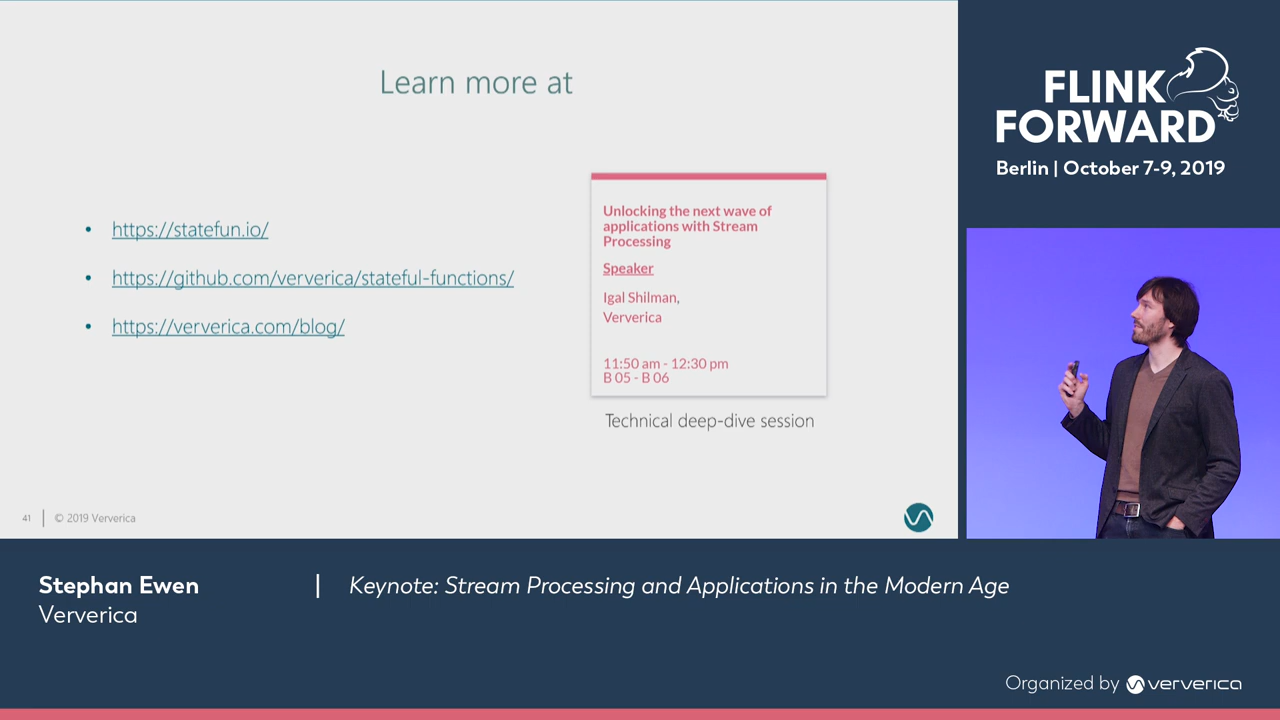 Learn more at
• https://statefun.io/
• https://github.com/ververica/stateful-functions/
• https://ververica.com/blog/
Unlocking the next wave of
applications with Stream
Processing
Speaker
Igal Shilman,
Ververica
11:50 am - 12:30 pm
B 05 - B 06
Technical deep-dive session
41 | © 2019 Ververica
FLINK
FORWARD
Berlin | October 7-9, 2019
Stephan Ewen | Keynote: Stream Processing and Applications in the Modern Age
Ververica
Organized by ververica